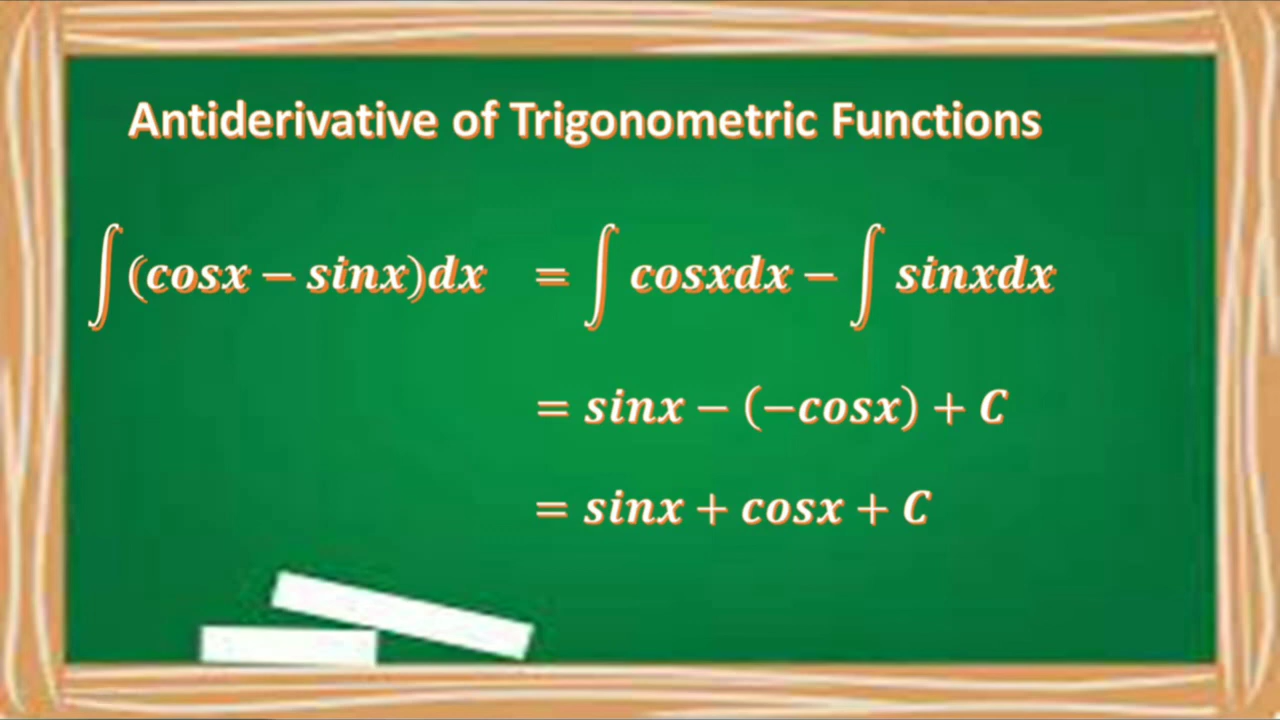 Antiderivative of Trigonometric Functions
∫(cosx − sinx)dx = ∫ cosxdx − ∫ sinxdx
= sinx − (−cosx) + C
= sinx + cosx + C